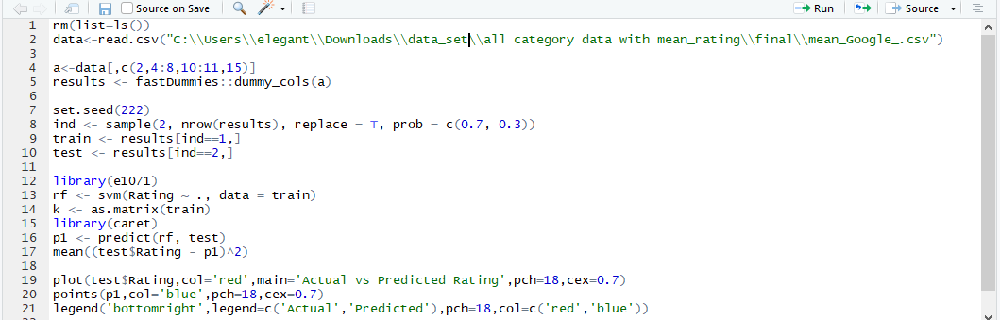 Source on Save Run Source
1 rm(list=ls())
2 data<-read.csv("C:\\Users\\elegant\\Downloads\\data_set\\all category data with mean_rating\\final\\mean_Google_.csv")
3
4 a<-data[,c(2,4:8,10:11,15)]
5 results <- fastDummies::dummy_cols(a)
6
7 set.seed(222)
8 ind <- sample(2, nrow(results), replace = T, prob = c(0.7, 0.3))
9 train <- results[ind==1,]
10 test <- results[ind==2,]
11
12 library(e1071)
13 rf <- svm(Rating ~ ., data = train)
14 k <- as.matrix(train)
15 library(caret)
16 p1 <- predict(rf, test)
17 mean((test$Rating - p1)^2)
18
19 plot(test$Rating,col='red',main='Actual vs Predicted Rating',pch=18,cex=0.7)
20 points(p1,col='blue',pch=18,cex=0.7)
21 legend('bottomright',legend=c('Actual','Predicted'),pch=18,col=c('red','blue'))